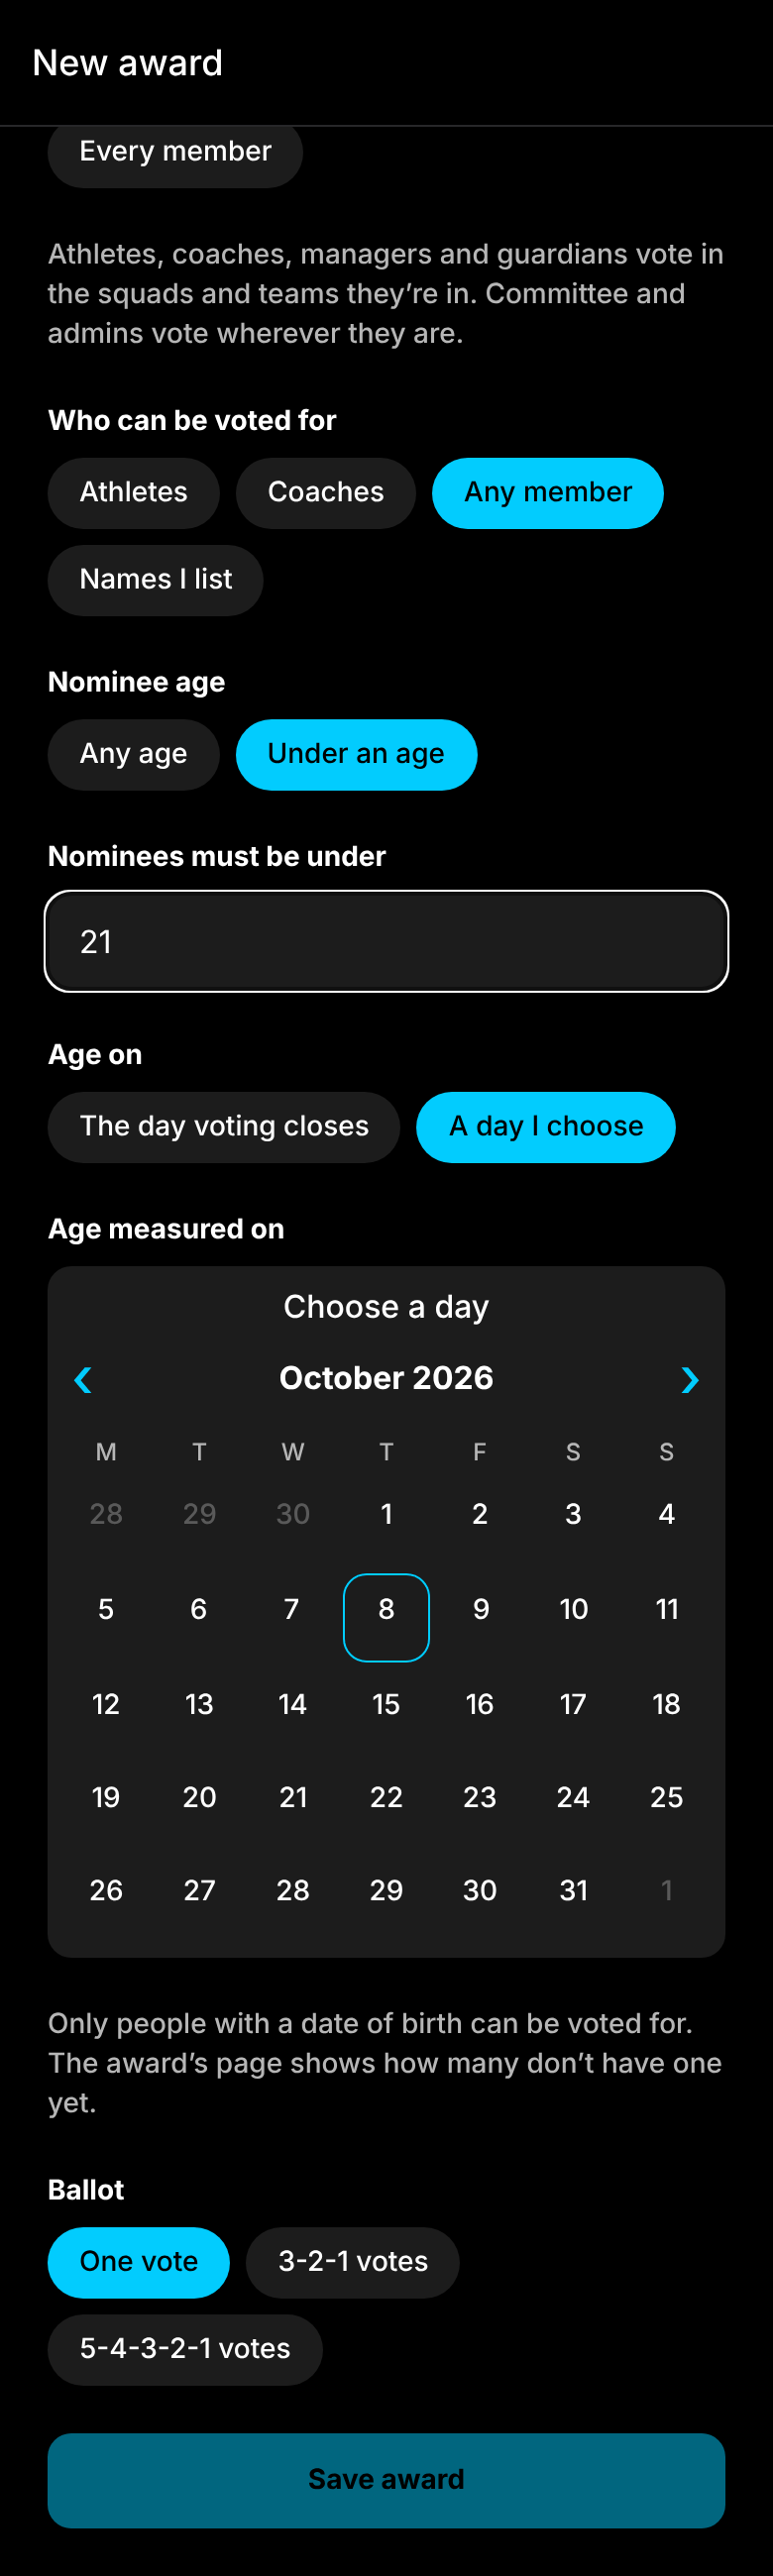 New award
Every member
Athletes, coaches, managers and guardians vote in
the squads and teams they’re in. Committee and
admins vote wherever they are.
Who can be voted for
Athletes Coaches Any member
Names I list
Nominee age
Any age Under an age
Nominees must be under
21
Age on
The day voting closes A day I choose
Age measured on
Choose a day
‹ October 2026 ›
M T W T F S S
28 29 30 1 2 3 4
5 6 7 8 9 10 11
12 13 14 15 16 17 18
19 20 21 22 23 24 25
26 27 28 29 30 31 1
Only people with a date of birth can be voted for.
The award’s page shows how many don’t have one
yet.
Ballot
One vote 3-2-1 votes
5-4-3-2-1 votes
Save award